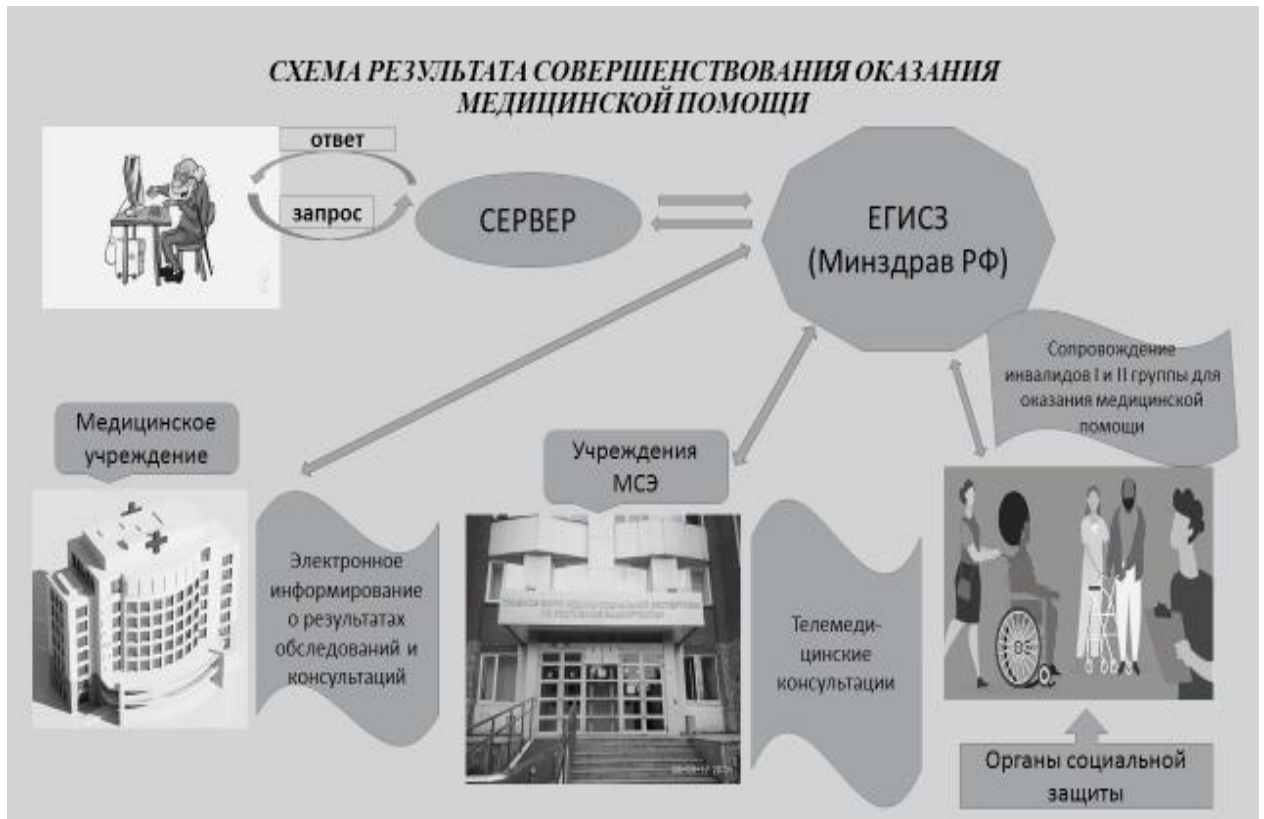 СХЕМА РЕЗУЛЬТАТА СОВЕРШЕНСТВОВАНИЯ ОКАЗАНИЯ
МЕДИЦИНСКОЙ ПОМОЩИ
ответ
запрос
СЕРВЕР
ЕГИСЗ
(Минздрав РФ)
Сопровождение
инвалидов I и II группы для
оказания медицинской
помощи
Медицинское
учреждение
Учреждения
МСЭ
Электронное
информирование
о результатах
обследований и
консультаций
Телемеди-
цинские
консультации
Органы социальной
защиты